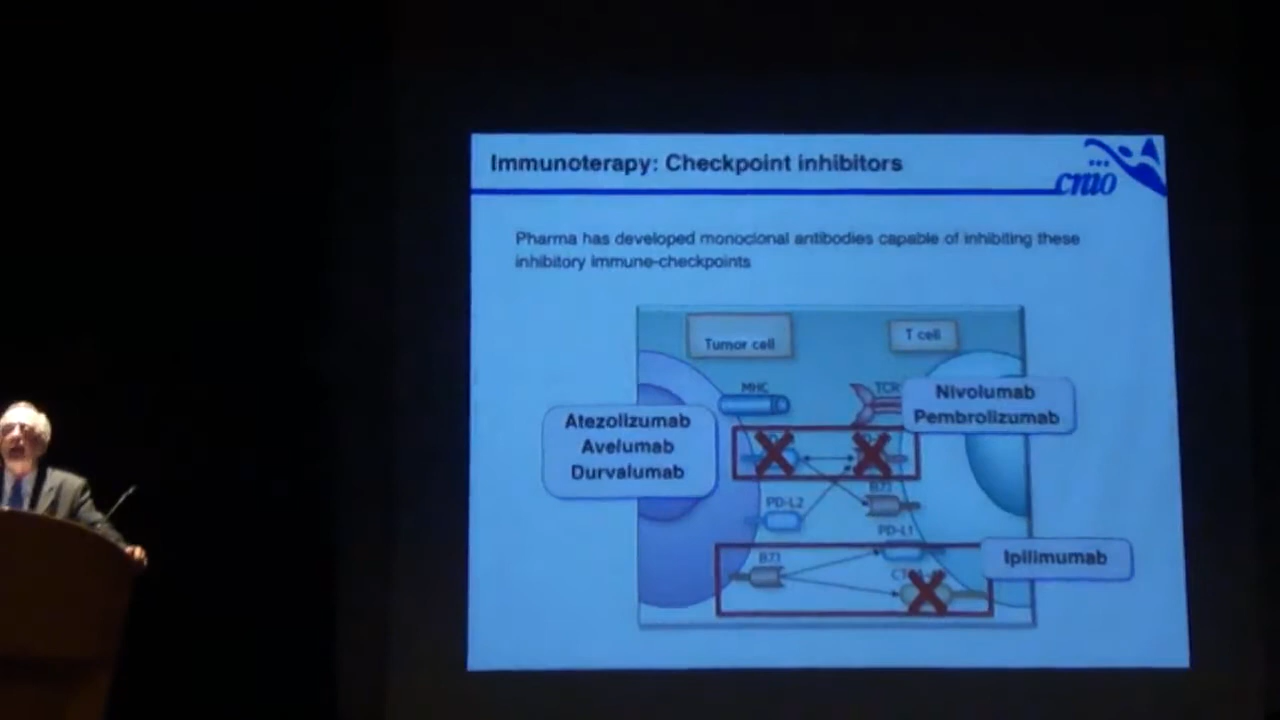 Immunoterapy: Checkpoint inhibitors
cnio
Pharma has developed monoclonal antibodies capable of inhibiting these
inhibitory immune-checkpoints
Tumor cell
T cell
MHC
TCR
Nivolumab
Pembrolizumab
Atezolizumab
Avelumab
Durvalumab
PD-L2
PD-L1
Ipilimumab